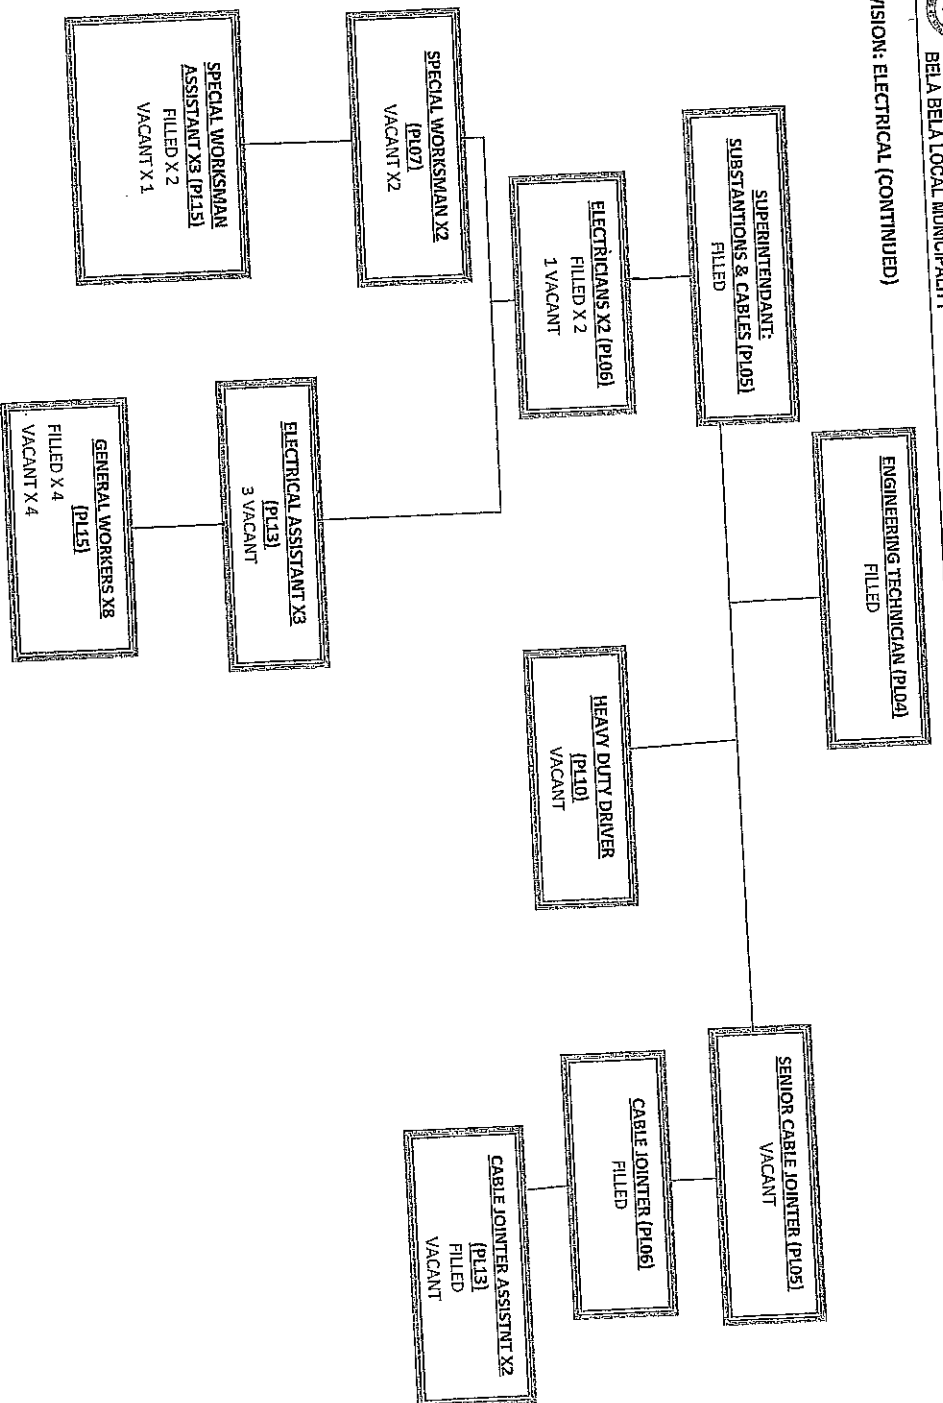 BELA BELA LOCAL MUNICIPALITY
VISION: ELECTRICAL (CONTINUED)
ENGINEERING TECHNICIAN (PL04)
FILLED
SUPERINTENDANT:
SUBSTANTIONS & CABLES (PL05)
FILLED
SENIOR CABLE JOINTER (PL05)
VACANT
ELECTRICIANS X2 (PL06)
FILLED X 2
1 VACANT
HEAVY DUTY DRIVER
(PL10)
VACANT
CABLE JOINTER (PL06)
FILLED
SPECIAL WORKSMAN X2
(PL07)
VACANT X2
CABLE JOINTER ASSISTNT X2
(PL13)
FILLED
VACANT
ELECTRICAL ASSISTANT X3
(PL13)
3 VACANT
SPECIAL WORKSMAN
ASSISTANT X3 (PL15)
FILLED X 2
VACANT X 1
GENERAL WORKERS X8
(PL15)
FILLED X 4
VACANT X 4